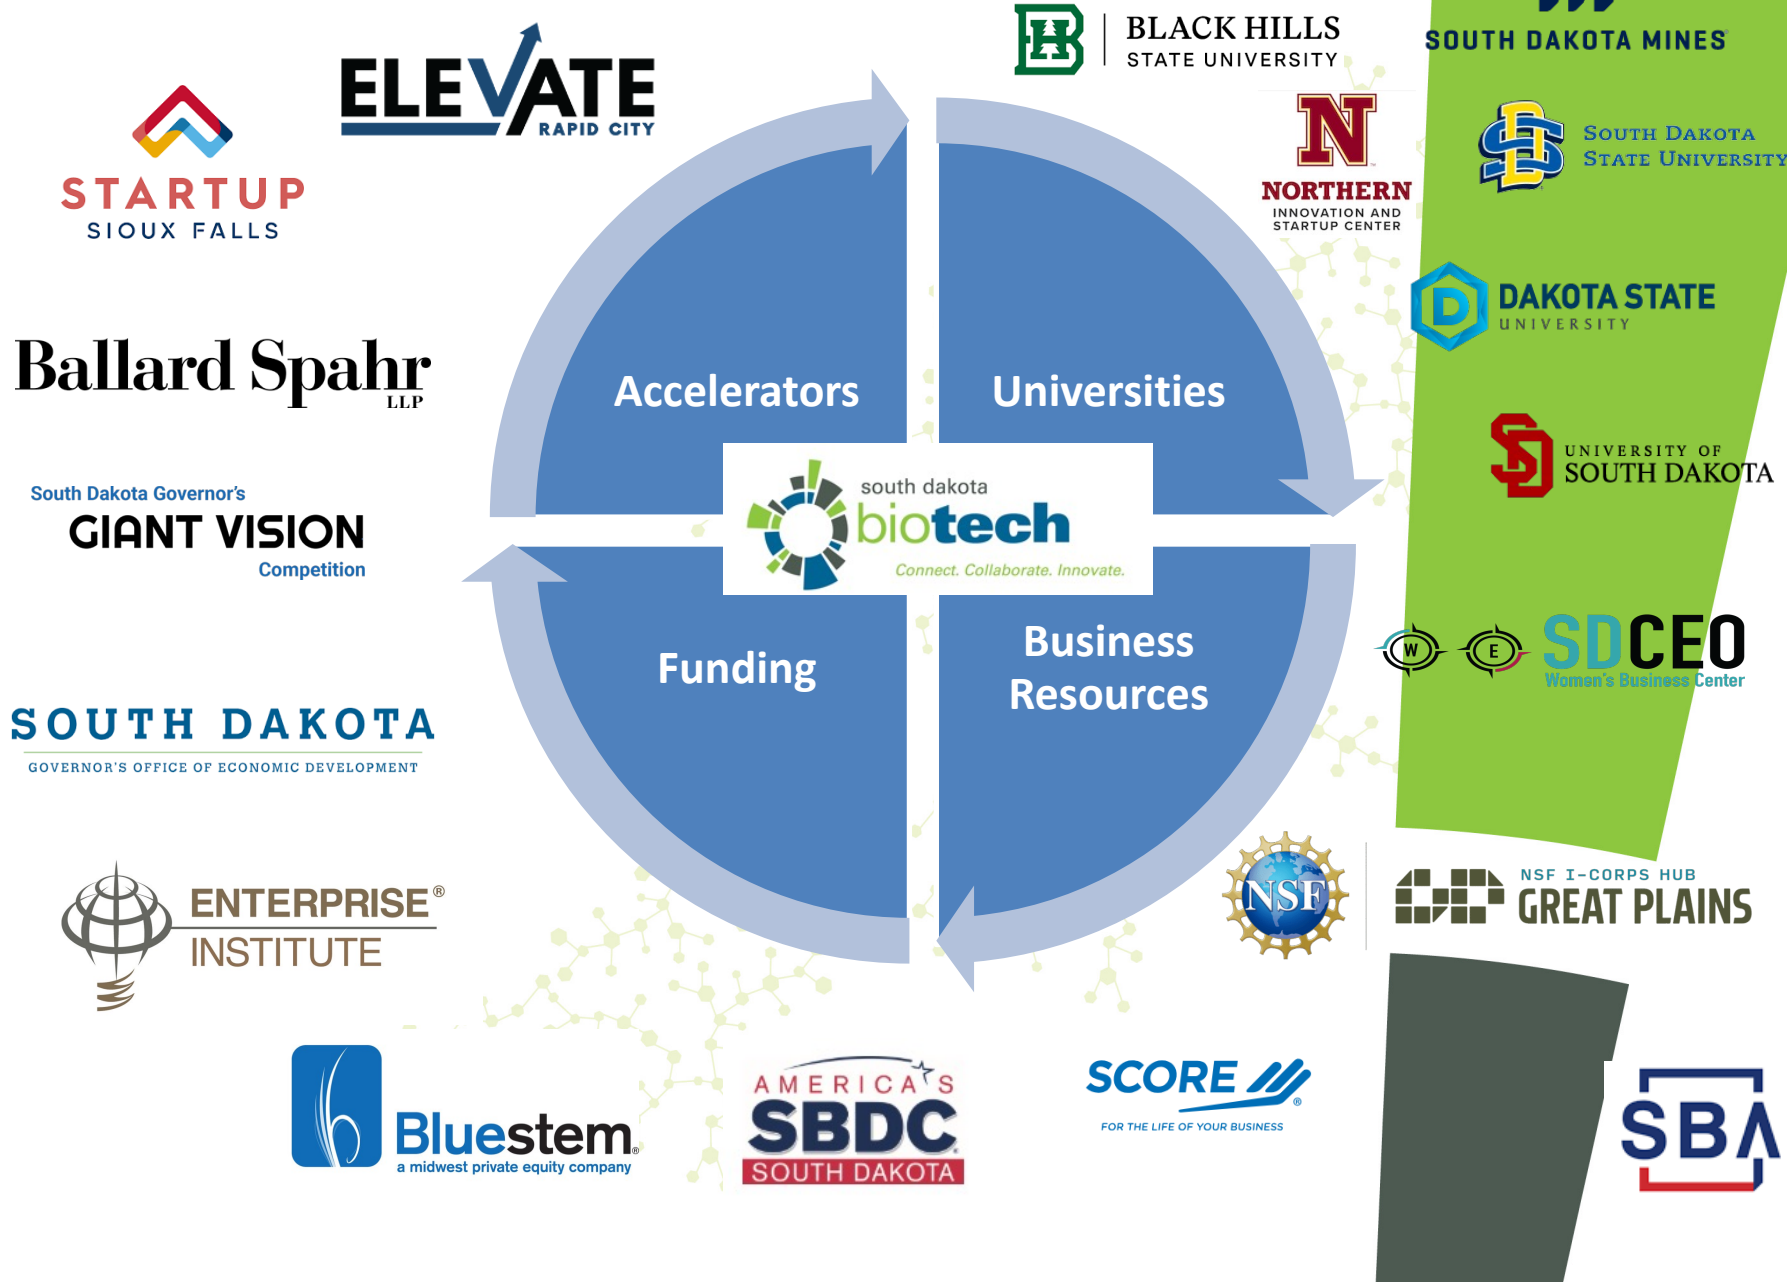 ELEVATE
RAPID CITY
STARTUP
SIOUX FALLS
B
BLACK HILLS
STATE UNIVERSITY
SOUTH DAKOTA MINES
N
NORTHERN
INNOVATION AND
STARTUP CENTER
SD
SOUTH DAKOTA
STATE UNIVERSITY
D
DAKOTA STATE
UNIVERSITY
Ballard Spahr
LLP
Accelerators
Universities
SD
UNIVERSITY OF
SOUTH DAKOTA
South Dakota Governor's
GIANT VISION
Competition
south dakota
biotech
Connect. Collaborate. Innovate.
Funding
Business
Resources
W
E
SDCEO
Women's Business Center
SOUTH DAKOTA
GOVERNOR'S OFFICE OF ECONOMIC DEVELOPMENT
ENTERPRISE®
INSTITUTE
NSF
NSF I-CORPS HUB
GREAT PLAINS
b
Bluestem®
a midwest private equity company
AMERICA'S
SBDC
SOUTH DAKOTA
SCORE®
FOR THE LIFE OF YOUR BUSINESS
SBA